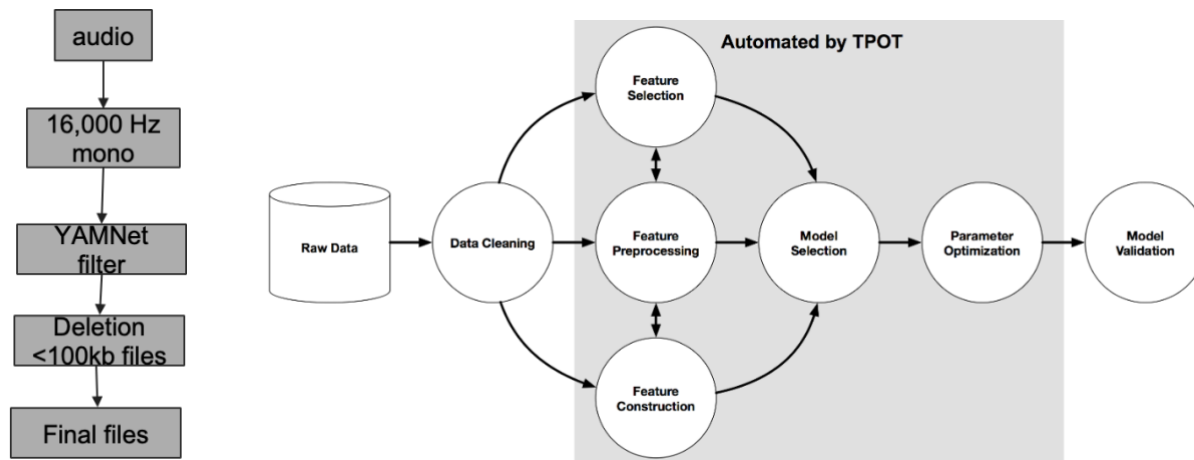 audio
16,000 Hz
mono
YAMNet
filter
Deletion
<100kb files
Final files
Automated by TPOT
Feature
Selection
Raw Data
Data Cleaning
Feature
Preprocessing
Model
Selection
Parameter
Optimization
Model
Validation
Feature
Construction